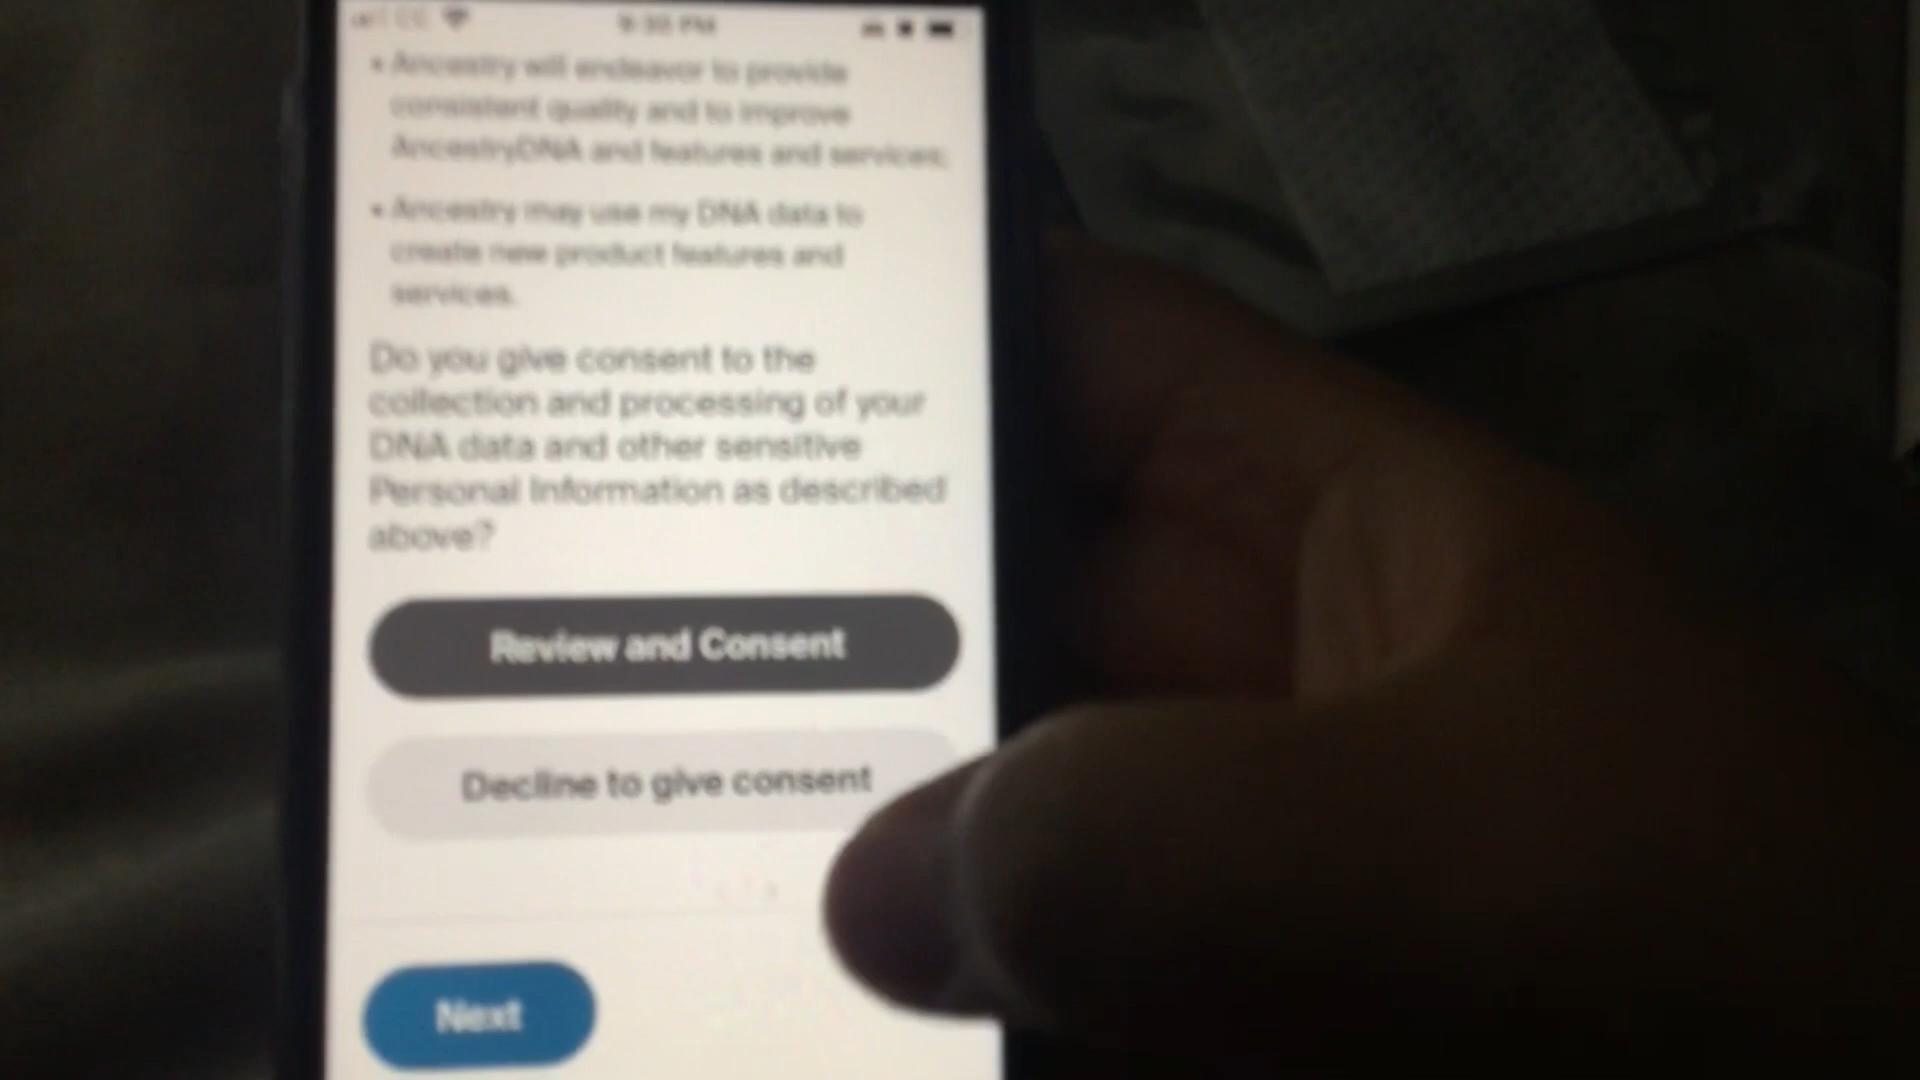 • Ancestry will endeavor to provide
consistent quality and to improve
AncestryDNA and features and services;
• Ancestry may use my DNA data to
create new product features and
services.
Do you give consent to the
collection and processing of your
DNA data and other sensitive
Personal Information as described
above?
Review and Consent
Decline to give consent
Next